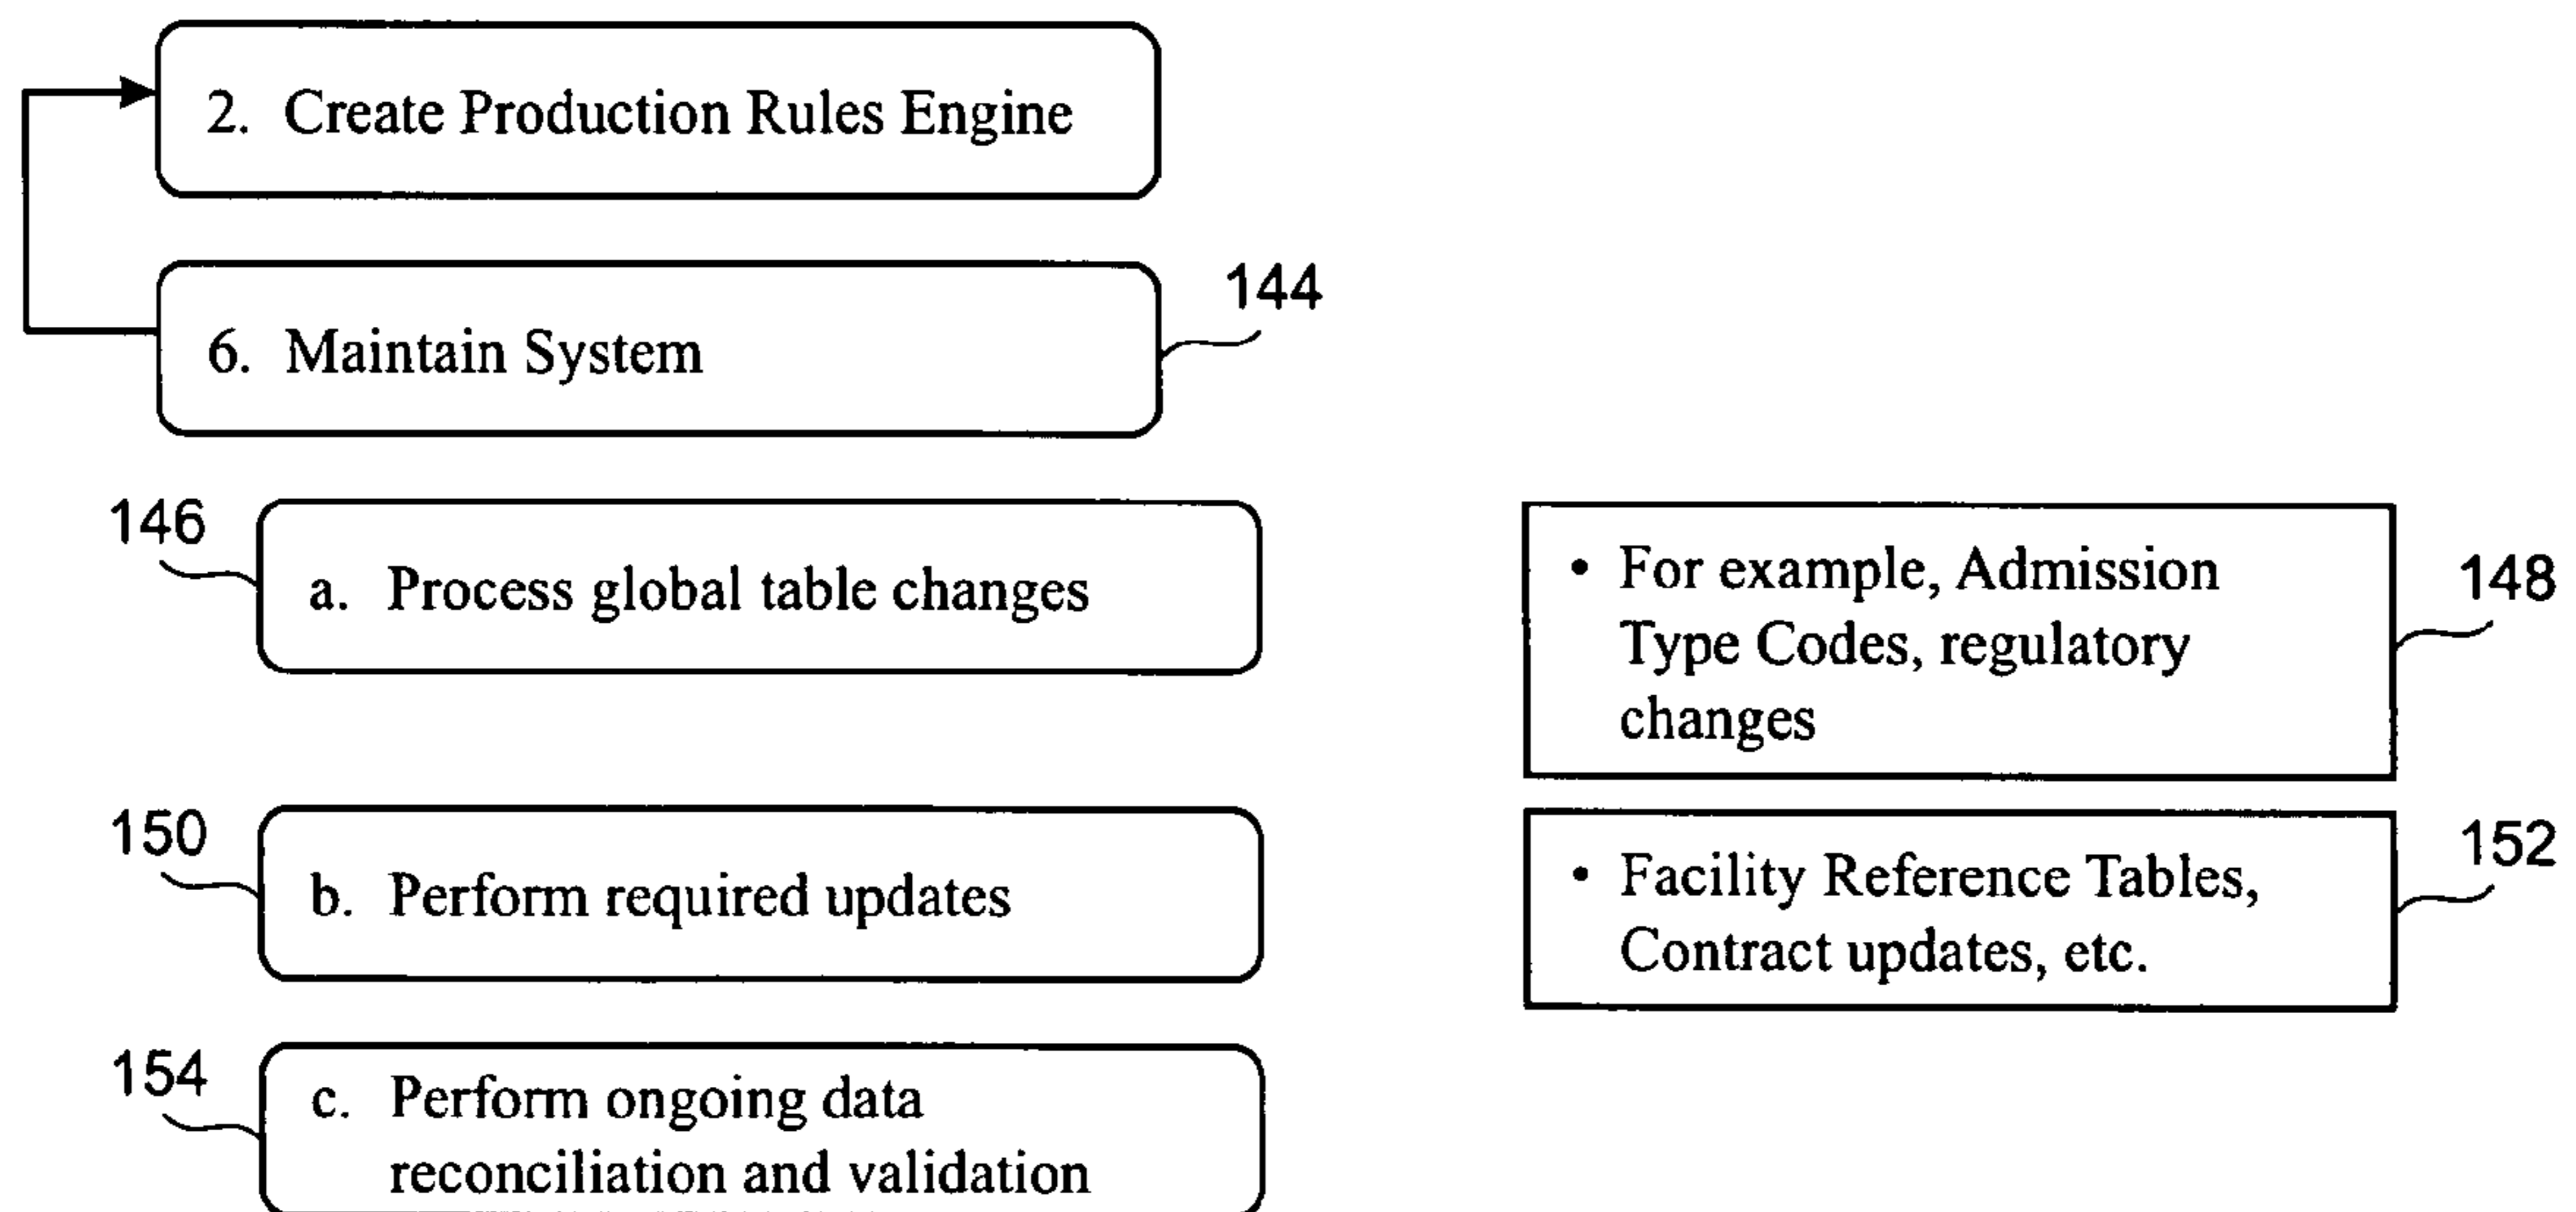 2. Create Production Rules Engine
6. Maintain System
144
146
a. Process global table changes
• For example, Admission
Type Codes, regulatory
changes
148
150
b. Perform required updates
• Facility Reference Tables,
Contract updates, etc.
152
154
c. Perform ongoing data
reconciliation and validation